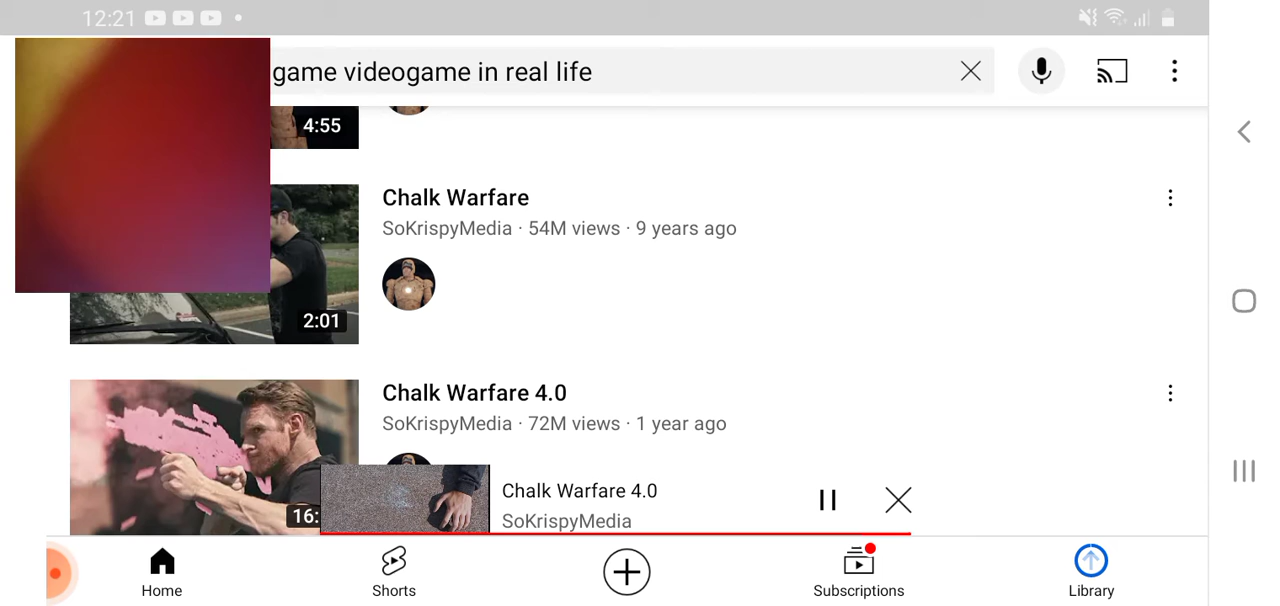 12:21
game videogame in real life
4:55
Chalk Warfare
SoKrispyMedia · 54M views · 9 years ago
2:01
Chalk Warfare 4.0
SoKrispyMedia · 72M views · 1 year ago
16:
Chalk Warfare 4.0
SoKrispyMedia
Home
Shorts
Subscriptions
Library